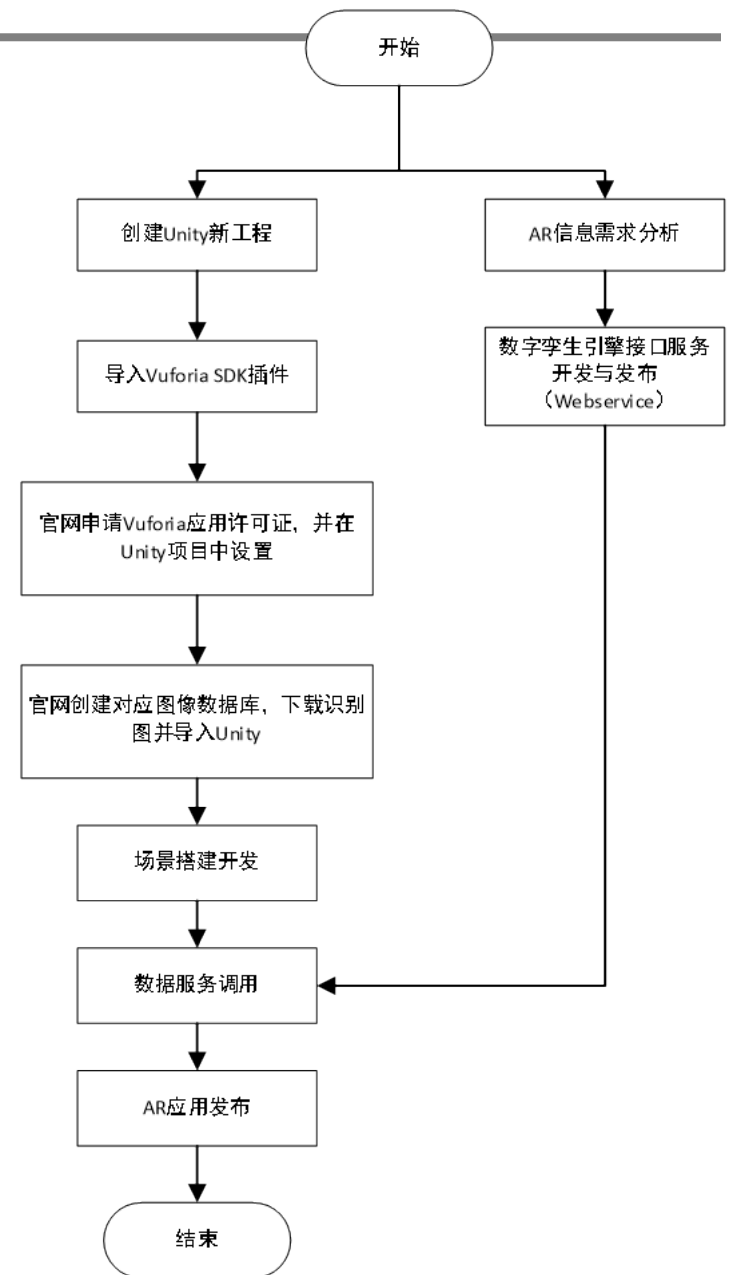 开始
创建Unity新工程
AR信息需求分析
导入Vuforia SDK插件
数字孪生引擎接口服务
开发与发布
（Webservice）
官网申请Vuforia应用许可证，并在
Unity项目中设置
官网创建对应图像数据库，下载识别
图并导入Unity
场景搭建开发
数据服务调用
AR应用发布
结束